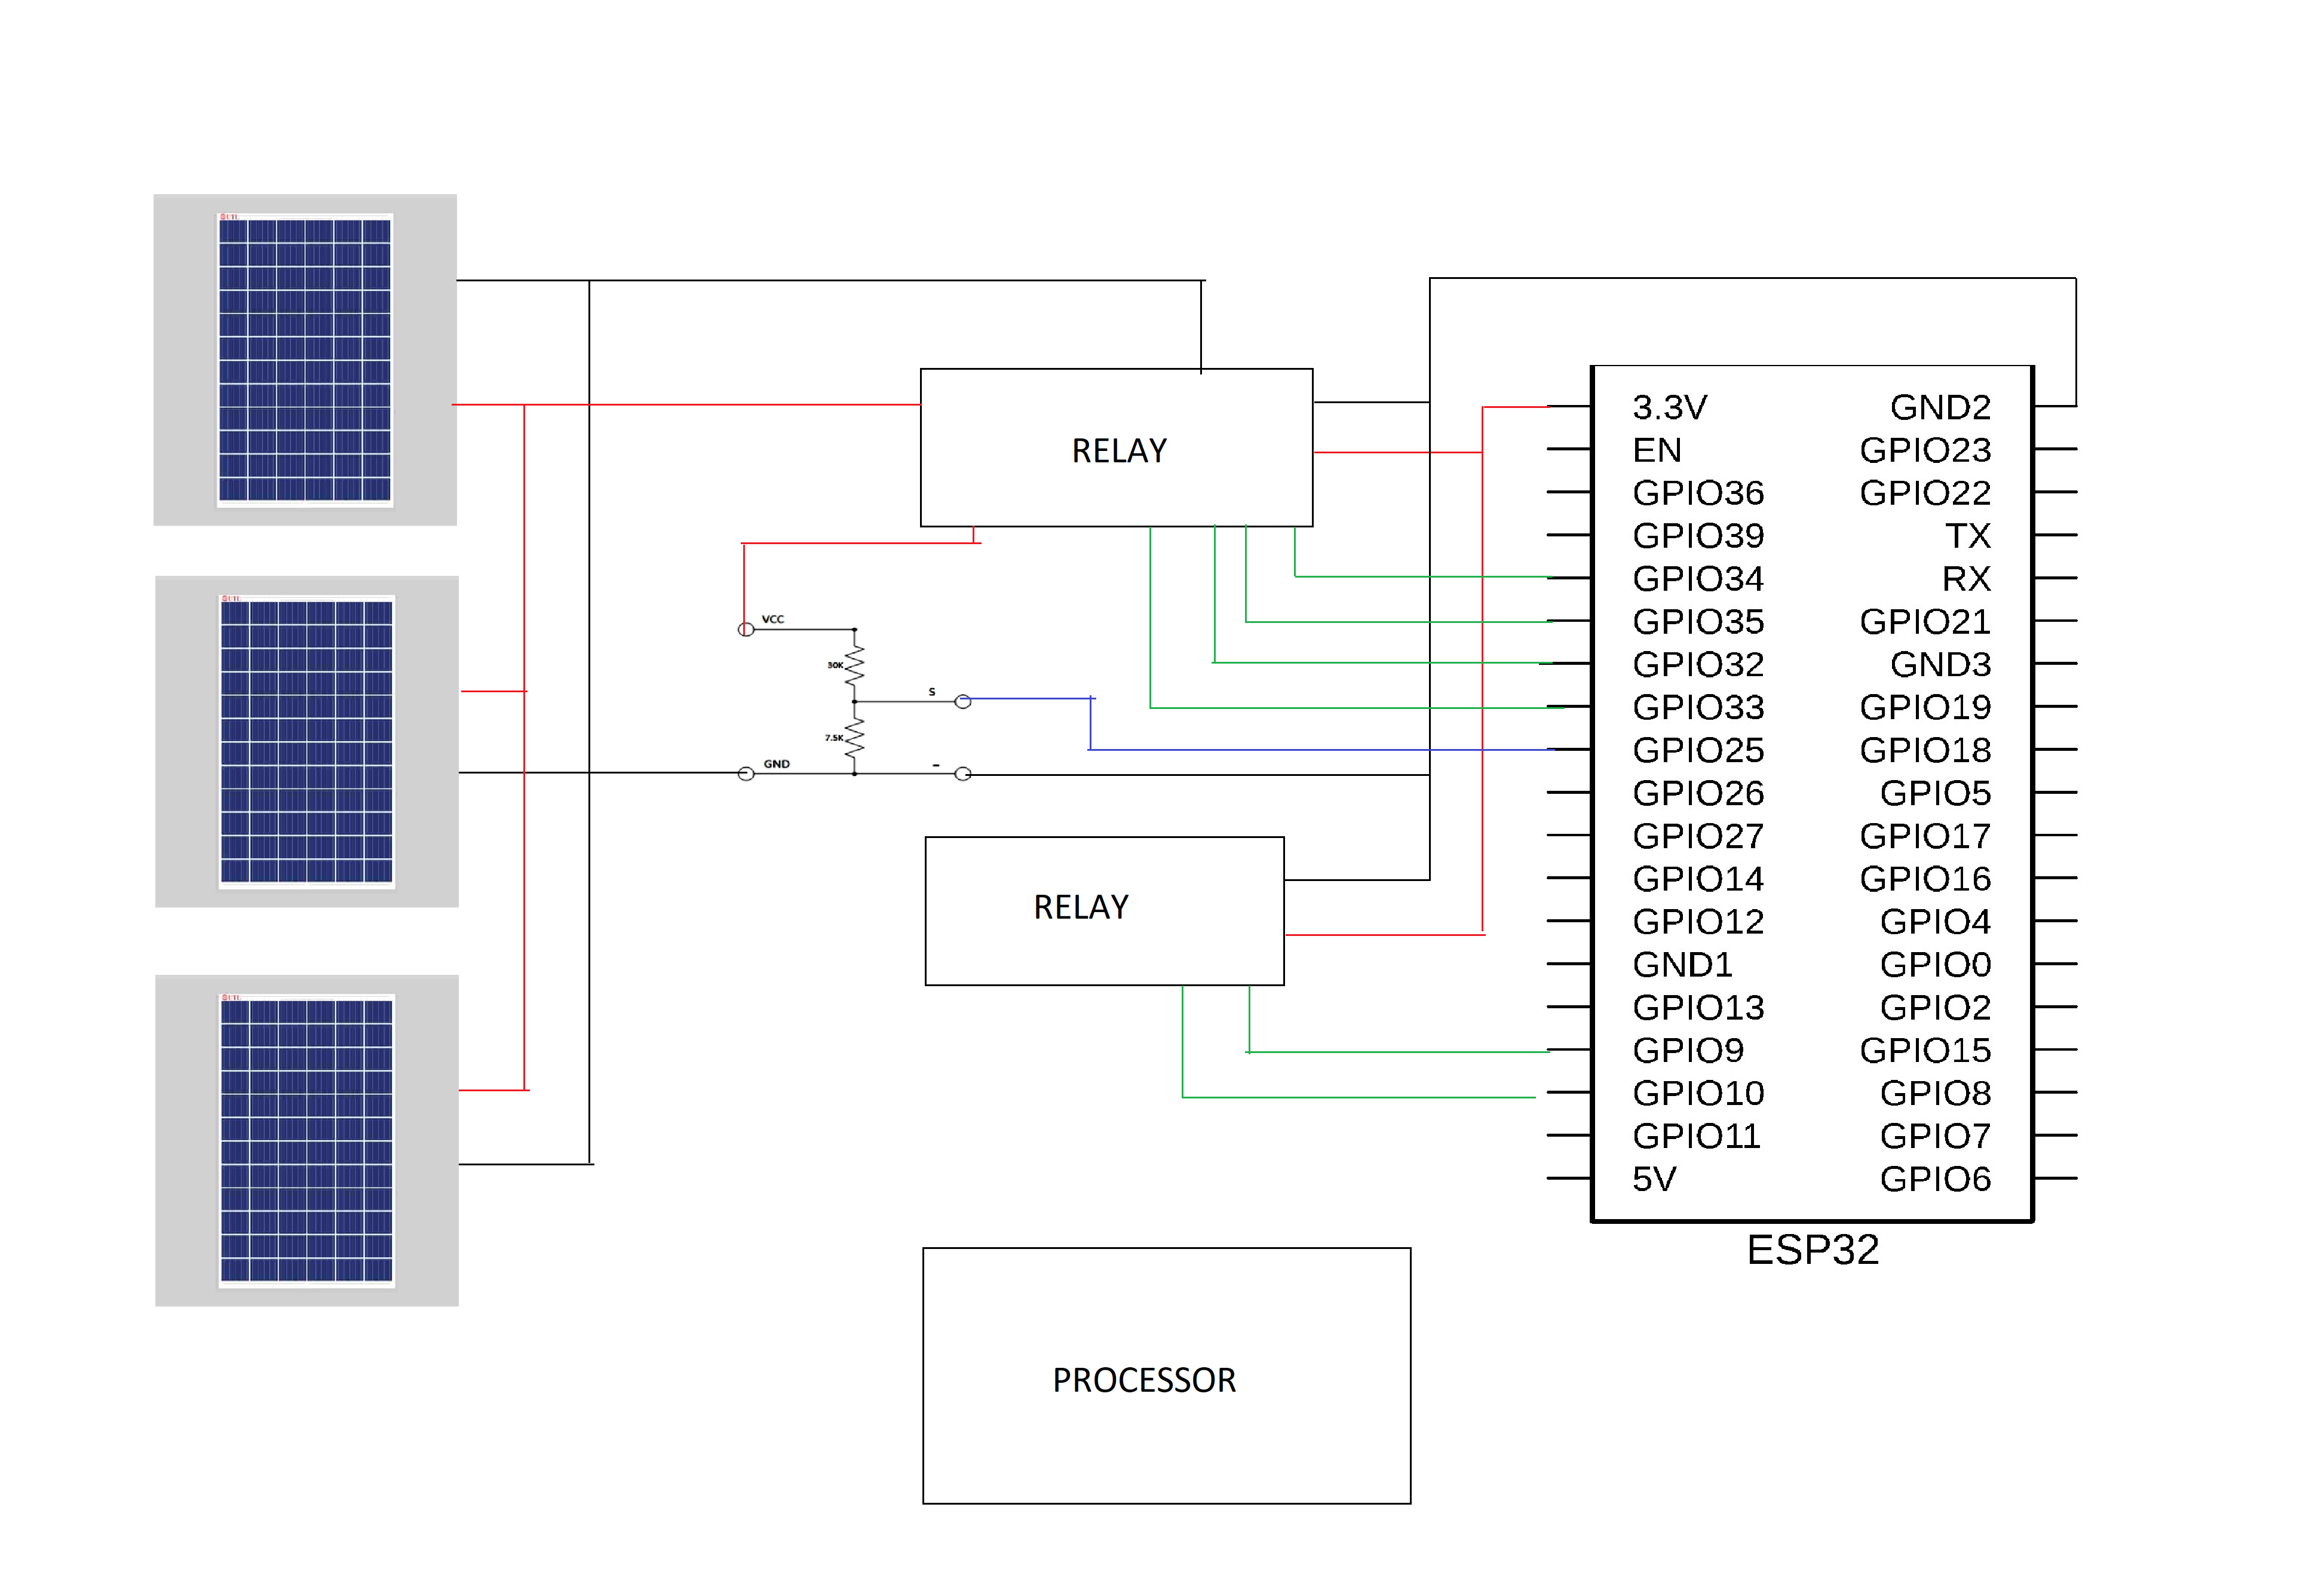 RELAY
VCC
30K
S
7.5K
GND
-
RELAY
PROCESSOR
3.3V
EN
GPIO36
GPIO39
GPIO34
GPIO35
GPIO32
GPIO33
GPIO25
GPIO26
GPIO27
GPIO14
GPIO12
GND1
GPIO13
GPIO9
GPIO10
GPIO11
5V
GND2
GPIO23
GPIO22
TX
RX
GPIO21
GND3
GPIO19
GPIO18
GPIO5
GPIO17
GPIO16
GPIO4
GPIO0
GPIO2
GPIO15
GPIO8
GPIO7
GPIO6
ESP32